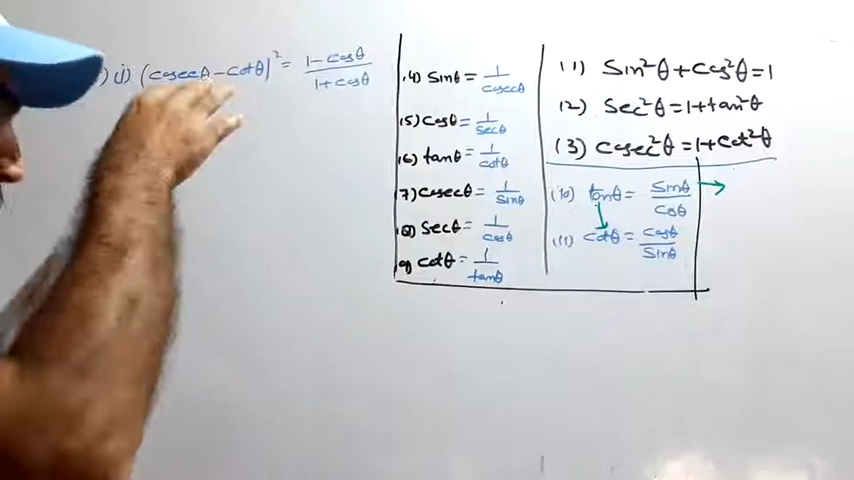 ) i) (cosecθ-cotθ)² = 1-cosθ / 1+cosθ
(4) Sinθ = 1/cosecθ
(5) Cosθ = 1/Secθ
(6) tanθ = 1/cotθ
(7) Cosecθ = 1/Sinθ
(8) Secθ = 1/cosθ
(9) Cotθ = 1/tanθ
(1) Sin²θ+Cos²θ=1
(2) Sec²θ=1+tan²θ
(3) Cosec²θ=1+Cot²θ
(10) tanθ = Sinθ/Cosθ →
(11) Cotθ = Cosθ/Sinθ